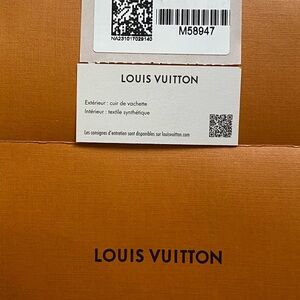 NA231017029140
M58947
LOUIS VUITTON
Extérieur : cuir de vachette
Intérieur : textile synthétique
Les consignes d'entretien sont disponibles sur louisvuitton.com
LOUIS VUITTON